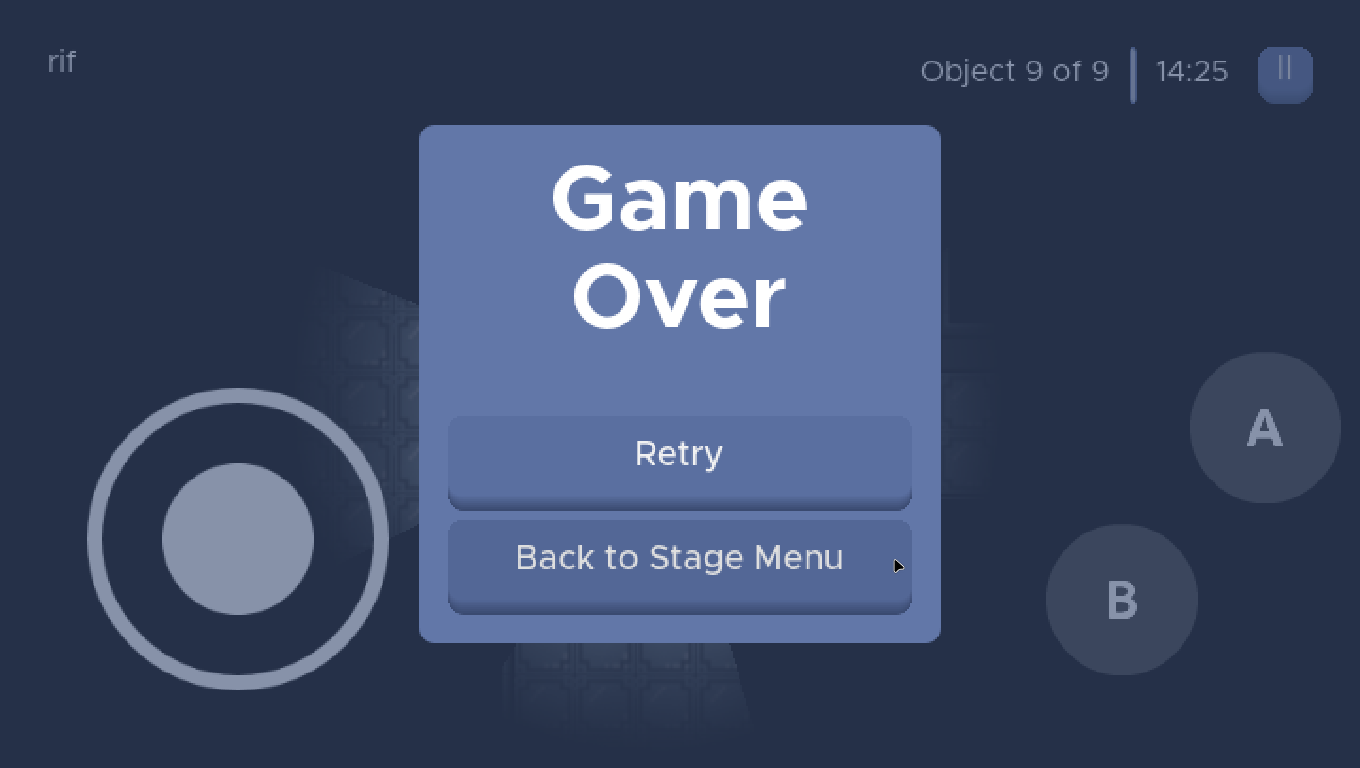 rif
Object 9 of 9
14:25
Game
Over
Retry
Back to Stage Menu
A
B